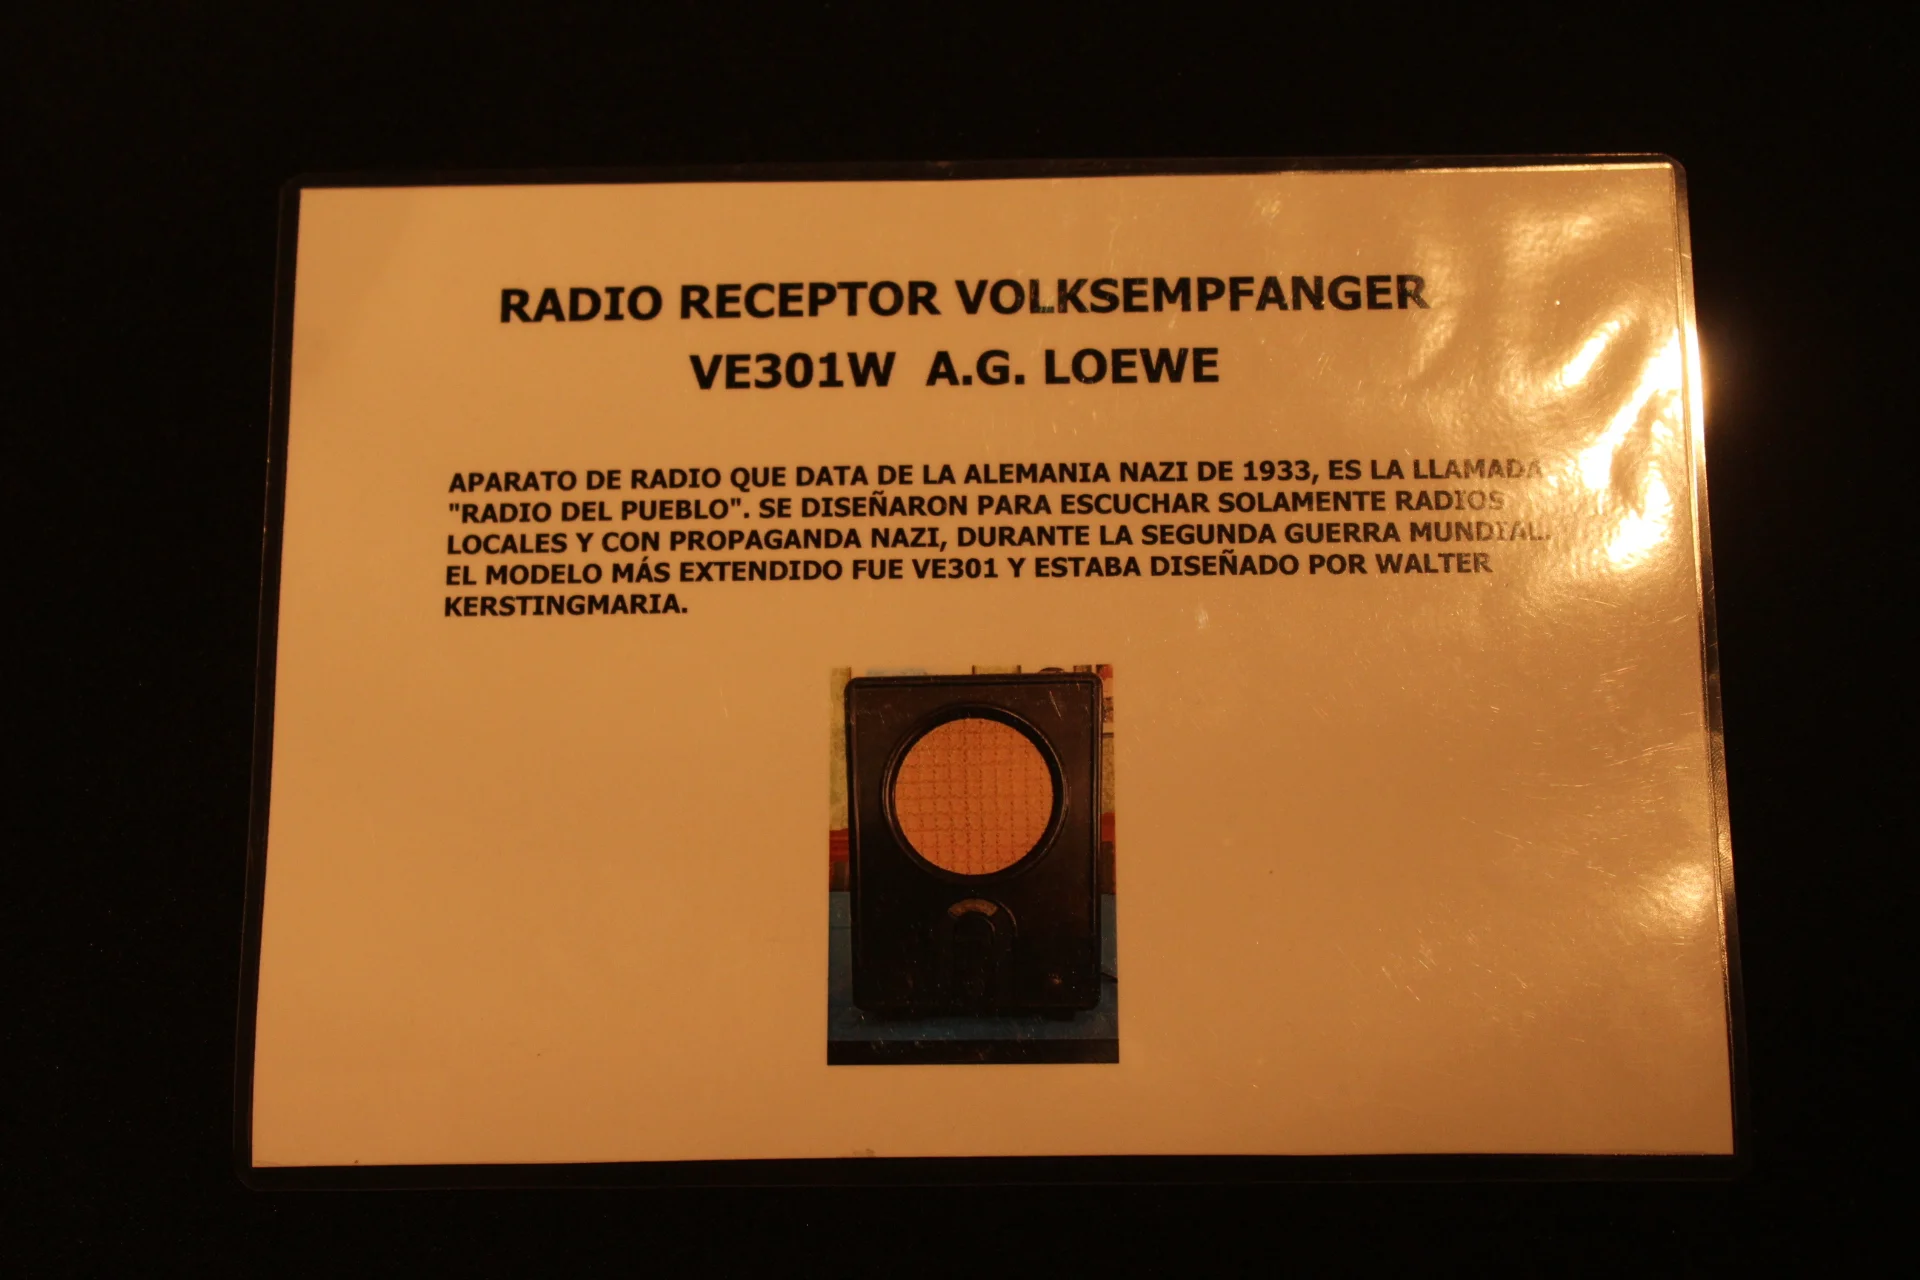 RADIO RECEPTOR VOLKSEMPFANGER
VE301W A.G. LOEWE
APARATO DE RADIO QUE DATA DE LA ALEMANIA NAZI DE 1933, ES LA LLAMADA
"RADIO DEL PUEBLO". SE DISEÑARON PARA ESCUCHAR SOLAMENTE RADIOS
LOCALES Y CON PROPAGANDA NAZI, DURANTE LA SEGUNDA GUERRA MUNDIAL.
EL MODELO MÁS EXTENDIDO FUE VE301 Y ESTABA DISEÑADO POR WALTER
KERSTINGMARIA.